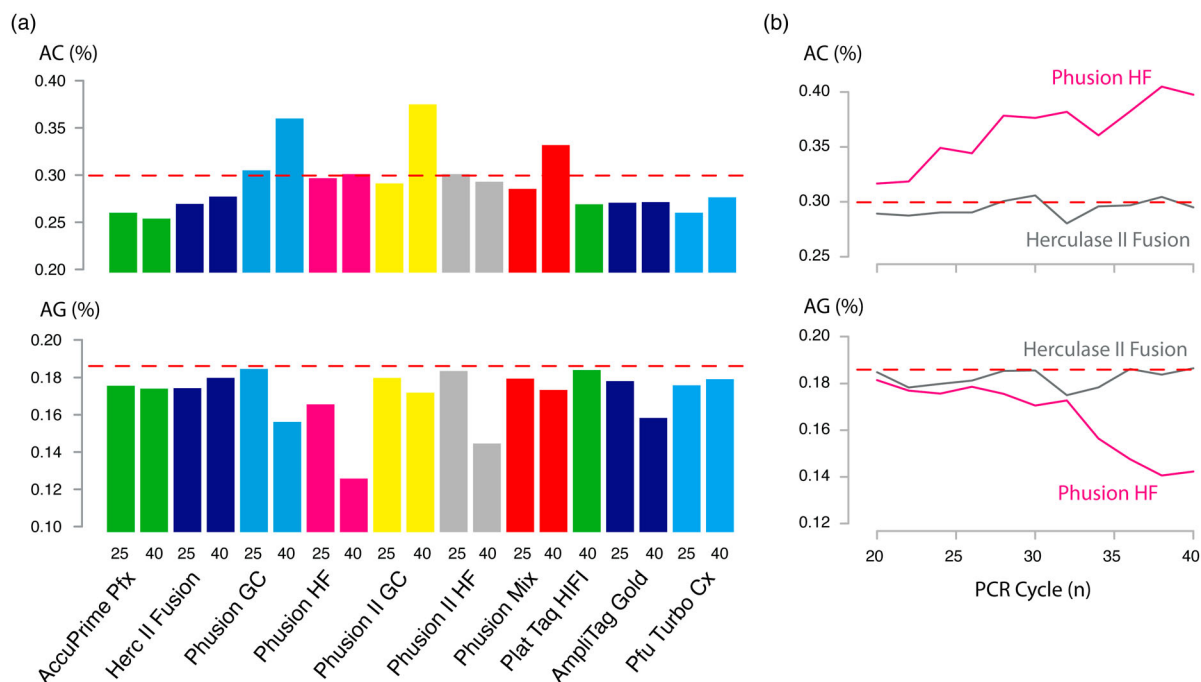 (a)
AC (%)
0.40
0.35
0.30
0.25
0.20
AG (%)
0.20
0.18
0.16
0.14
0.12
0.10
25 40 25 40 25 40 25 40 25 40 25 40 25 40 40 25 40 25 40
AccuPrime Pfx
Herc II Fusion
Phusion GC
Phusion HF
Phusion II GC
Phusion II HF
Phusion Mix
Plat Taq HIFI
AmpliTag Gold
Pfu Turbo Cx
(b)
AC (%)
Phusion HF
0.40
0.35
0.30
Herculase II Fusion
0.25
AG (%)
0.20
Herculase II Fusion
0.18
0.16
0.14
Phusion HF
0.12
20 25 30 35 40
PCR Cycle (n)